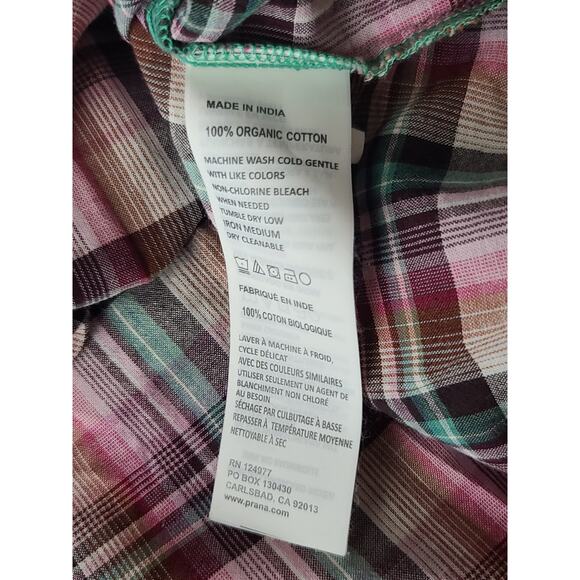 MADE IN INDIA
100% ORGANIC COTTON
MACHINE WASH COLD GENTLE
WITH LIKE COLORS
NON-CHLORINE BLEACH
WHEN NEEDED
TUMBLE DRY LOW
IRON MEDIUM
DRY CLEANABLE
FABRIQUÉ EN INDE
100% COTON BIOLOGIQUE
LAVER À MACHINE À FROID,
CYCLE DÉLICAT
AVEC DES COULEURS SIMILAIRES
UTILISER SEULEMENT UN AGENT DE
BLANCHIMENT NON CHLORÉ
AU BESOIN
SÉCHAGE PAR CULBUTAGE À BASSE
REPASSER À TEMPÉRATURE MOYENNE
NETTOYABLE À SEC
RN 124977
PO BOX 130430
CARLSBAD, CA 92013
www.prana.com